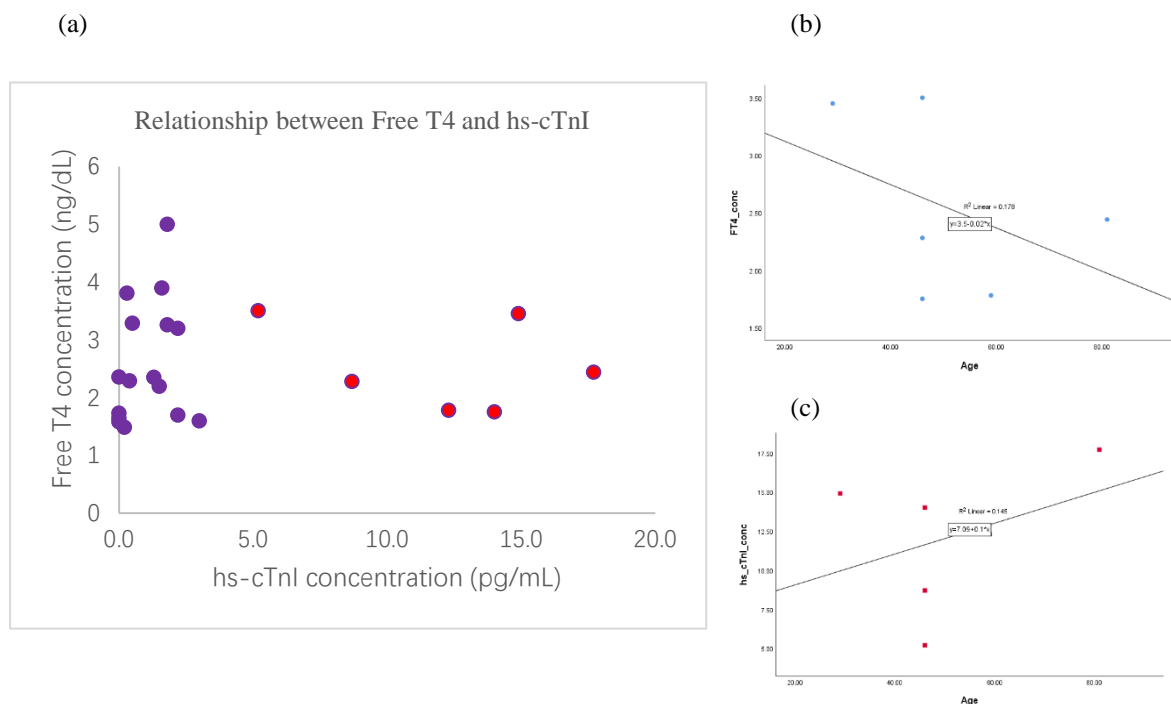 (a)
Relationship between Free T4 and hs-cTnI
Free T4 concentration (ng/dL)
6
5
4
3
2
1
0
0.0 5.0 10.0 15.0 20.0
hs-cTnI concentration (pg/mL)
(b)
FT4_conc
3.50
3.00
2.50
2.00
1.50
R² Linear = 0.178
y=3.5-0.02*x
20.00 40.00 60.00 80.00
Age
(c)
hs_cTnI_conc
17.50
15.00
12.50
10.00
7.50
5.00
R² Linear = 0.145
y=7.09+0.1*x
20.00 40.00 60.00 80.00
Age